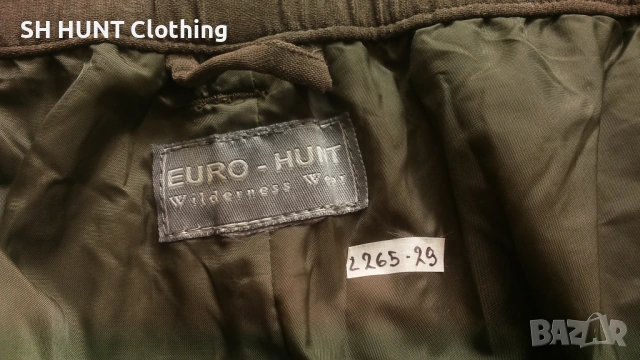 SH HUNT Clothing
EURO - HUNT
Wilderness Wear
2265-29
BAZAR